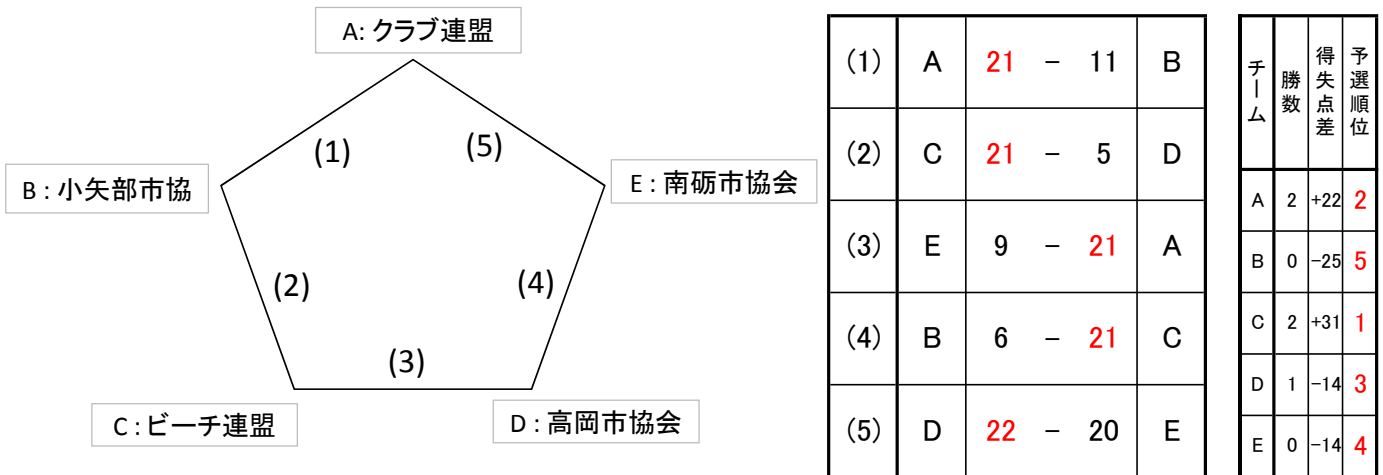 A: クラブ連盟
(1)
(5)
B : 小矢部市協
E : 南砺市協会
(2)
(4)
(3)
C : ビーチ連盟
D : 高岡市協会
(1) A 21 − 11 B
(2) C 21 − 5 D
(3) E 9 − 21 A
(4) B 6 − 21 C
(5) D 22 − 20 E
チーム 勝数 得失点差 予選順位
A 2 +22 2
B 0 −25 5
C 2 +31 1
D 1 −14 3
E 0 −14 4